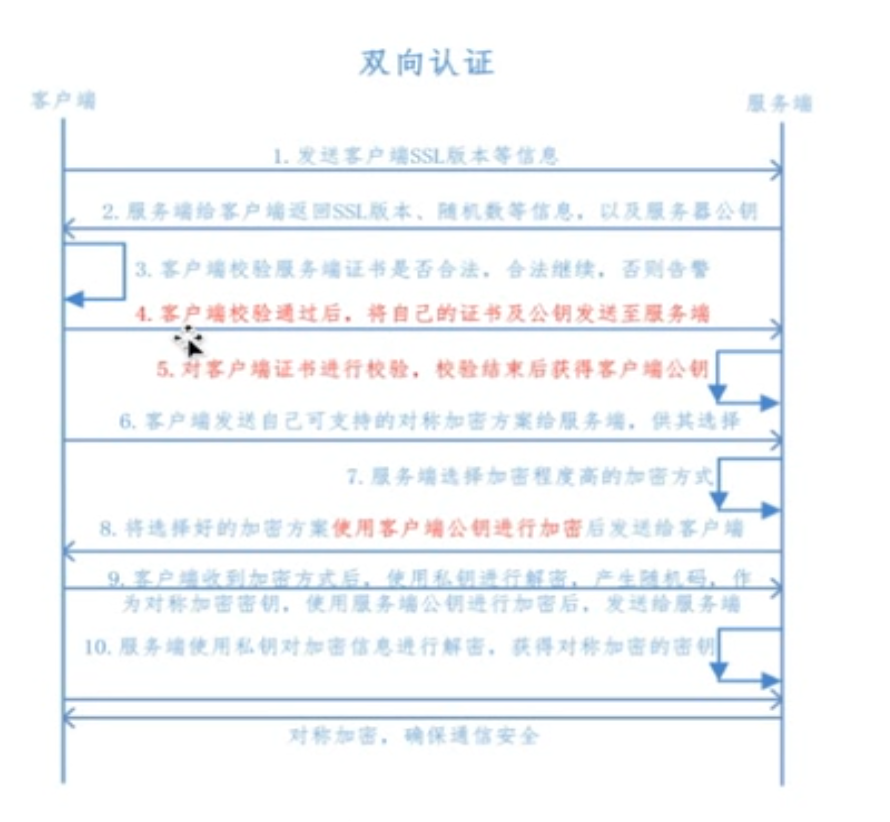 双向认证
客户端
服务端
1. 发送客户端SSL版本等信息
2. 服务端给客户端返回SSL版本、随机数等信息，以及服务器公钥
3. 客户端校验服务端证书是否合法，合法继续，否则告警
4. 客户端校验通过后，将自己的证书及公钥发送至服务端
5. 对客户端证书进行校验，校验结束后获得客户端公钥
6. 客户端发送自己可支持的对称加密方案给服务端，供其选择
7. 服务端选择加密程度高的加密方式
8. 将选择好的加密方案使用客户端公钥进行加密后发送给客户端
9. 客户端收到加密方式后，使用私钥进行解密，产生随机码，作
为对称加密密钥，使用服务端公钥进行加密后，发送给服务端
10. 服务端使用私钥对加密信息进行解密，获得对称加密的密钥
对称加密，确保通信安全